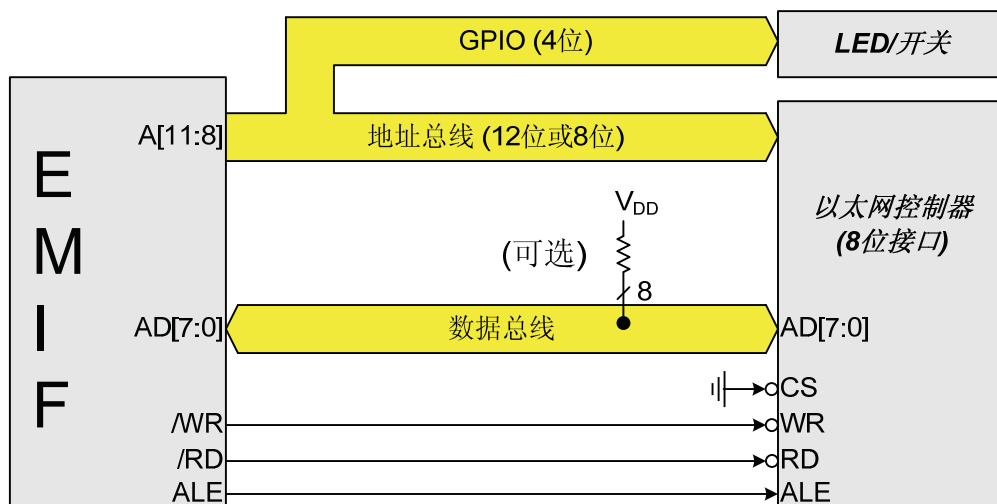 GPIO (4位)
LED/开关
A[11:8]
地址总线 (12位或8位)
E
M
I
F
V_DD
(可选)
8
以太网控制器
(8位接口)
AD[7:0]
数据总线
AD[7:0]
CS
/WR
WR
/RD
RD
ALE
ALE